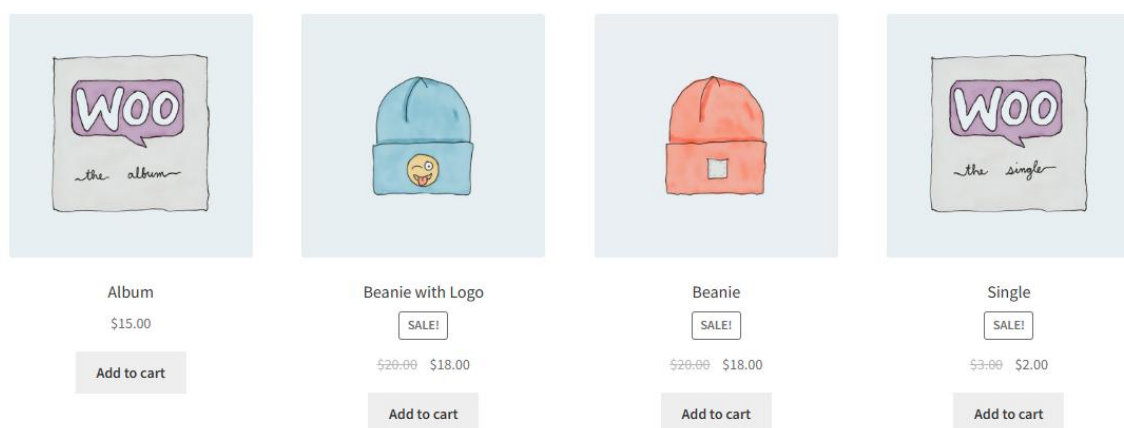 WOO
the album
Album
$15.00
Add to cart
Beanie with Logo
SALE!
$20.00 $18.00
Add to cart
Beanie
SALE!
$20.00 $18.00
Add to cart
WOO
the single
Single
SALE!
$3.00 $2.00
Add to cart